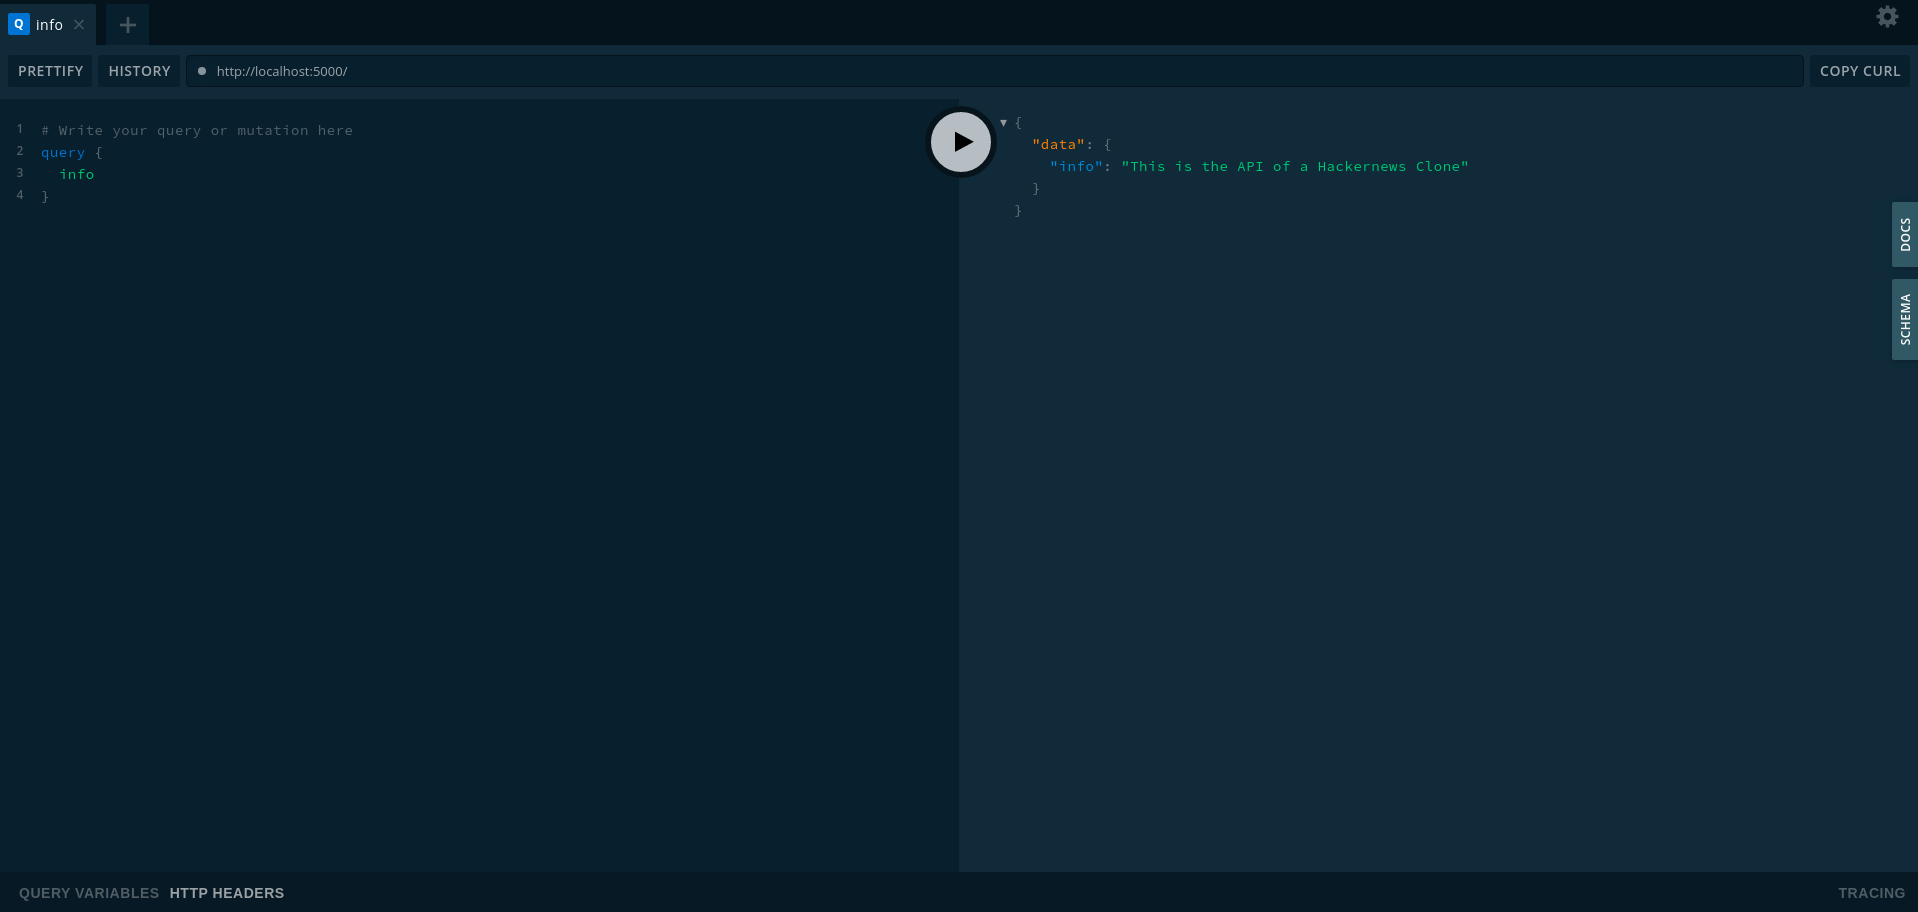 Q info ×
PRETTIFY HISTORY http://localhost:5000/ COPY CURL
1 # Write your query or mutation here
2 query {
3 info
4 }
{
"data": {
"info": "This is the API of a Hackernews Clone"
}
}
DOCS
SCHEMA
QUERY VARIABLES HTTP HEADERS TRACING